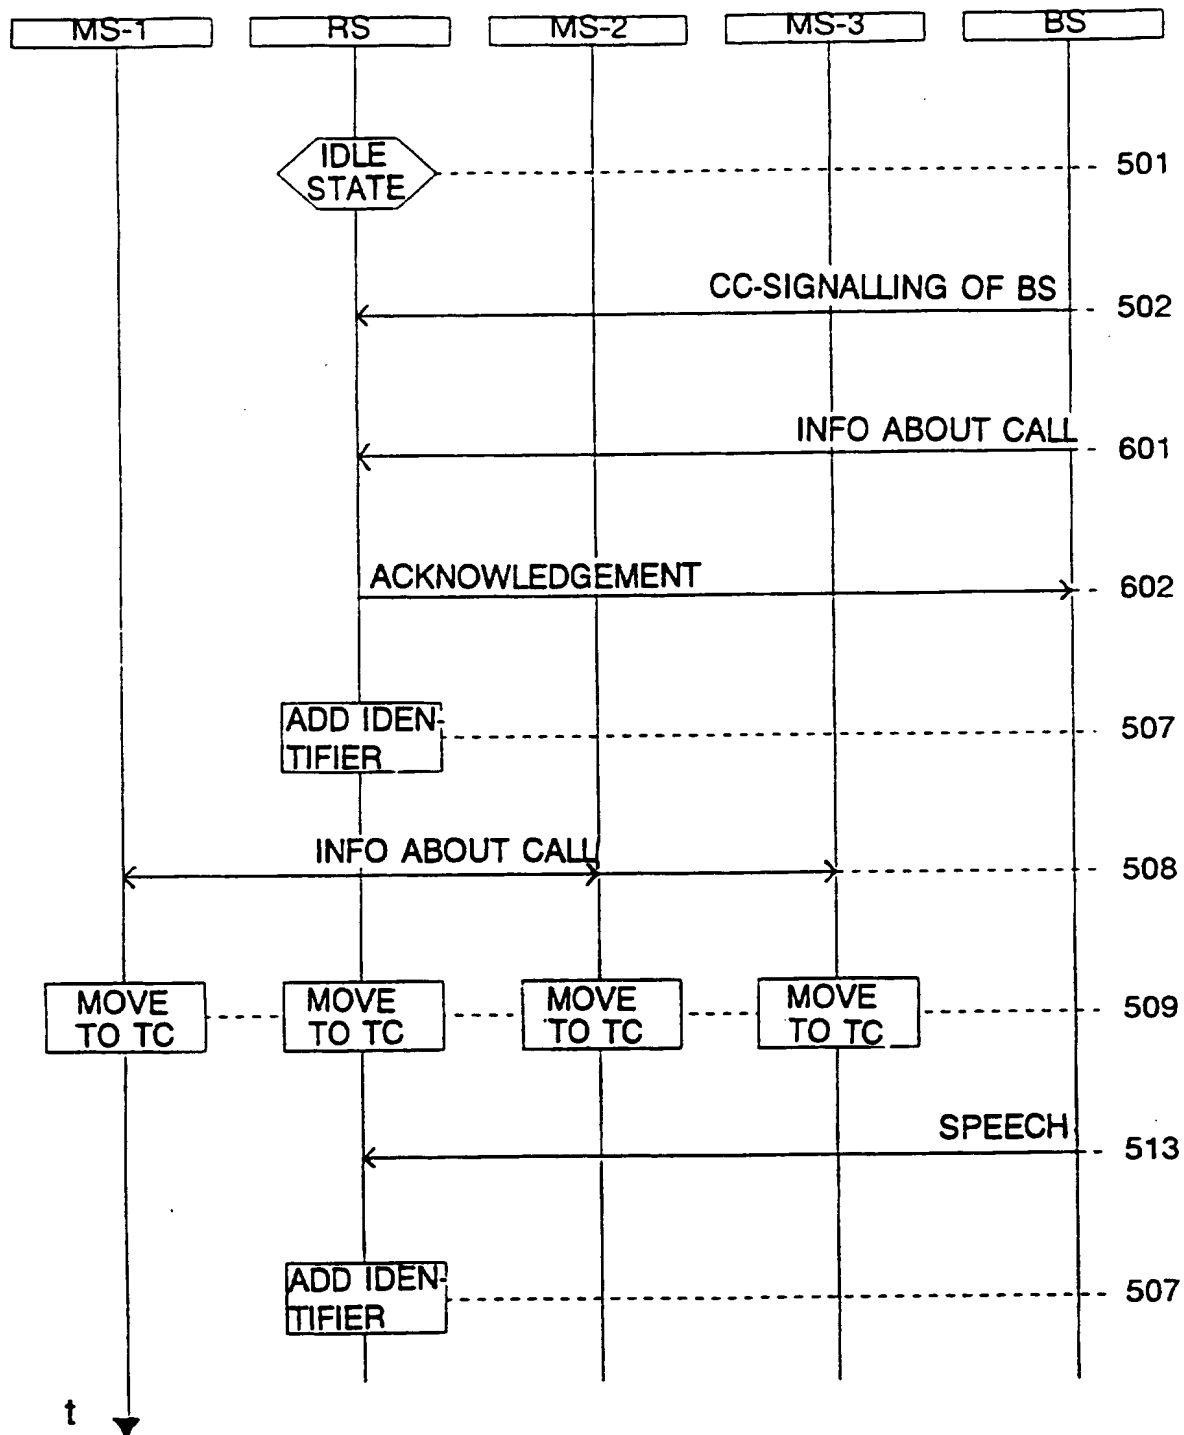 MS-1 RS MS-2 MS-3 BS
IDLE
STATE
501
CC-SIGNALLING OF BS
502
INFO ABOUT CALL
601
ACKNOWLEDGEMENT
602
ADD IDEN-
TIFIER
507
INFO ABOUT CALL
508
MOVE
TO TC
MOVE
TO TC
MOVE
TO TC
MOVE
TO TC
509
SPEECH
513
ADD IDEN-
TIFIER
507
t